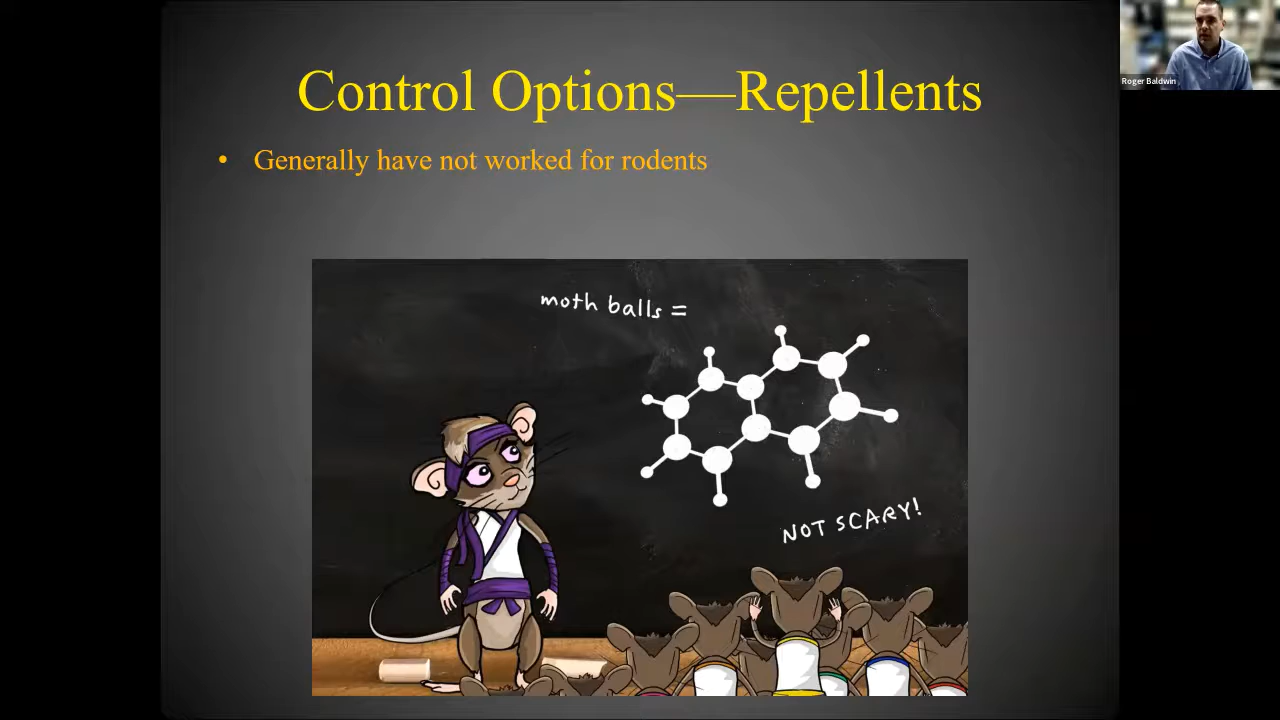 Control Options—Repellents
• Generally have not worked for rodents
moth balls =
NOT SCARY!
Roger Baldwin